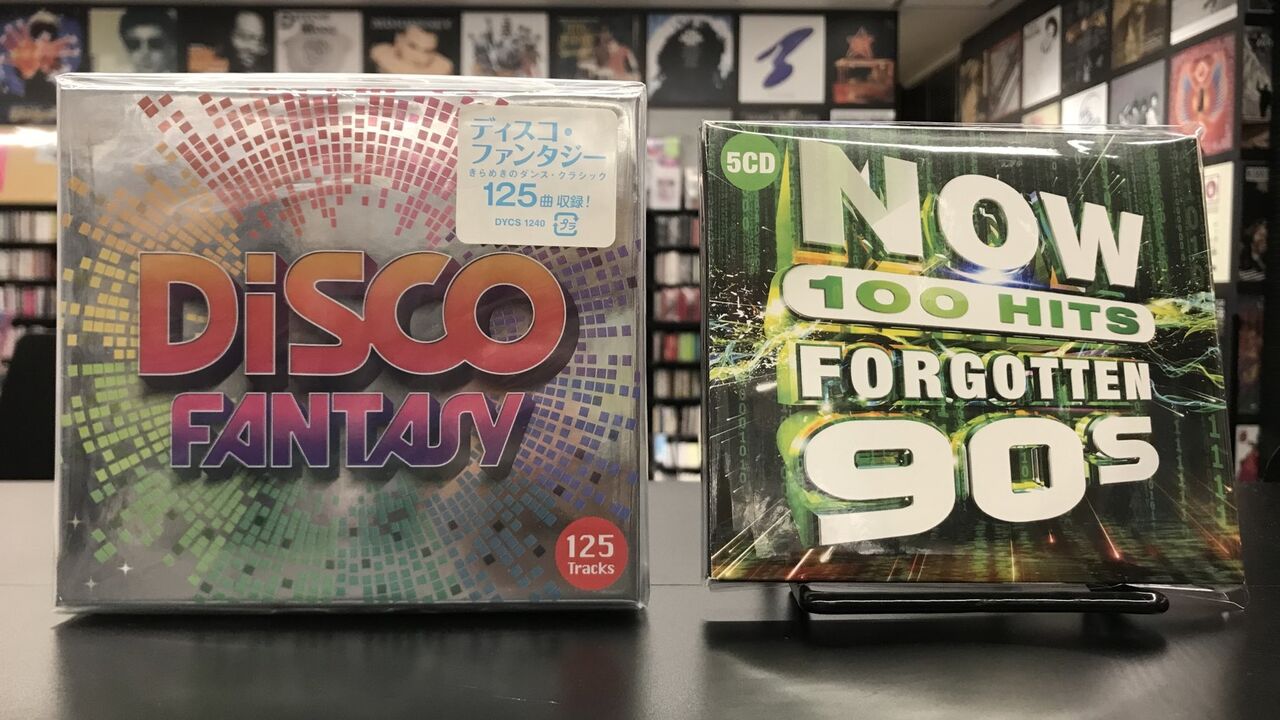 ディスコ・
ファンタジー
きらめきのダンス・クラシック
125曲収録!
DYCS 1240
プラ
DiSCO
FANTASY
125
Tracks
5CD
NOW
100 HITS
FORGOTTEN
90s